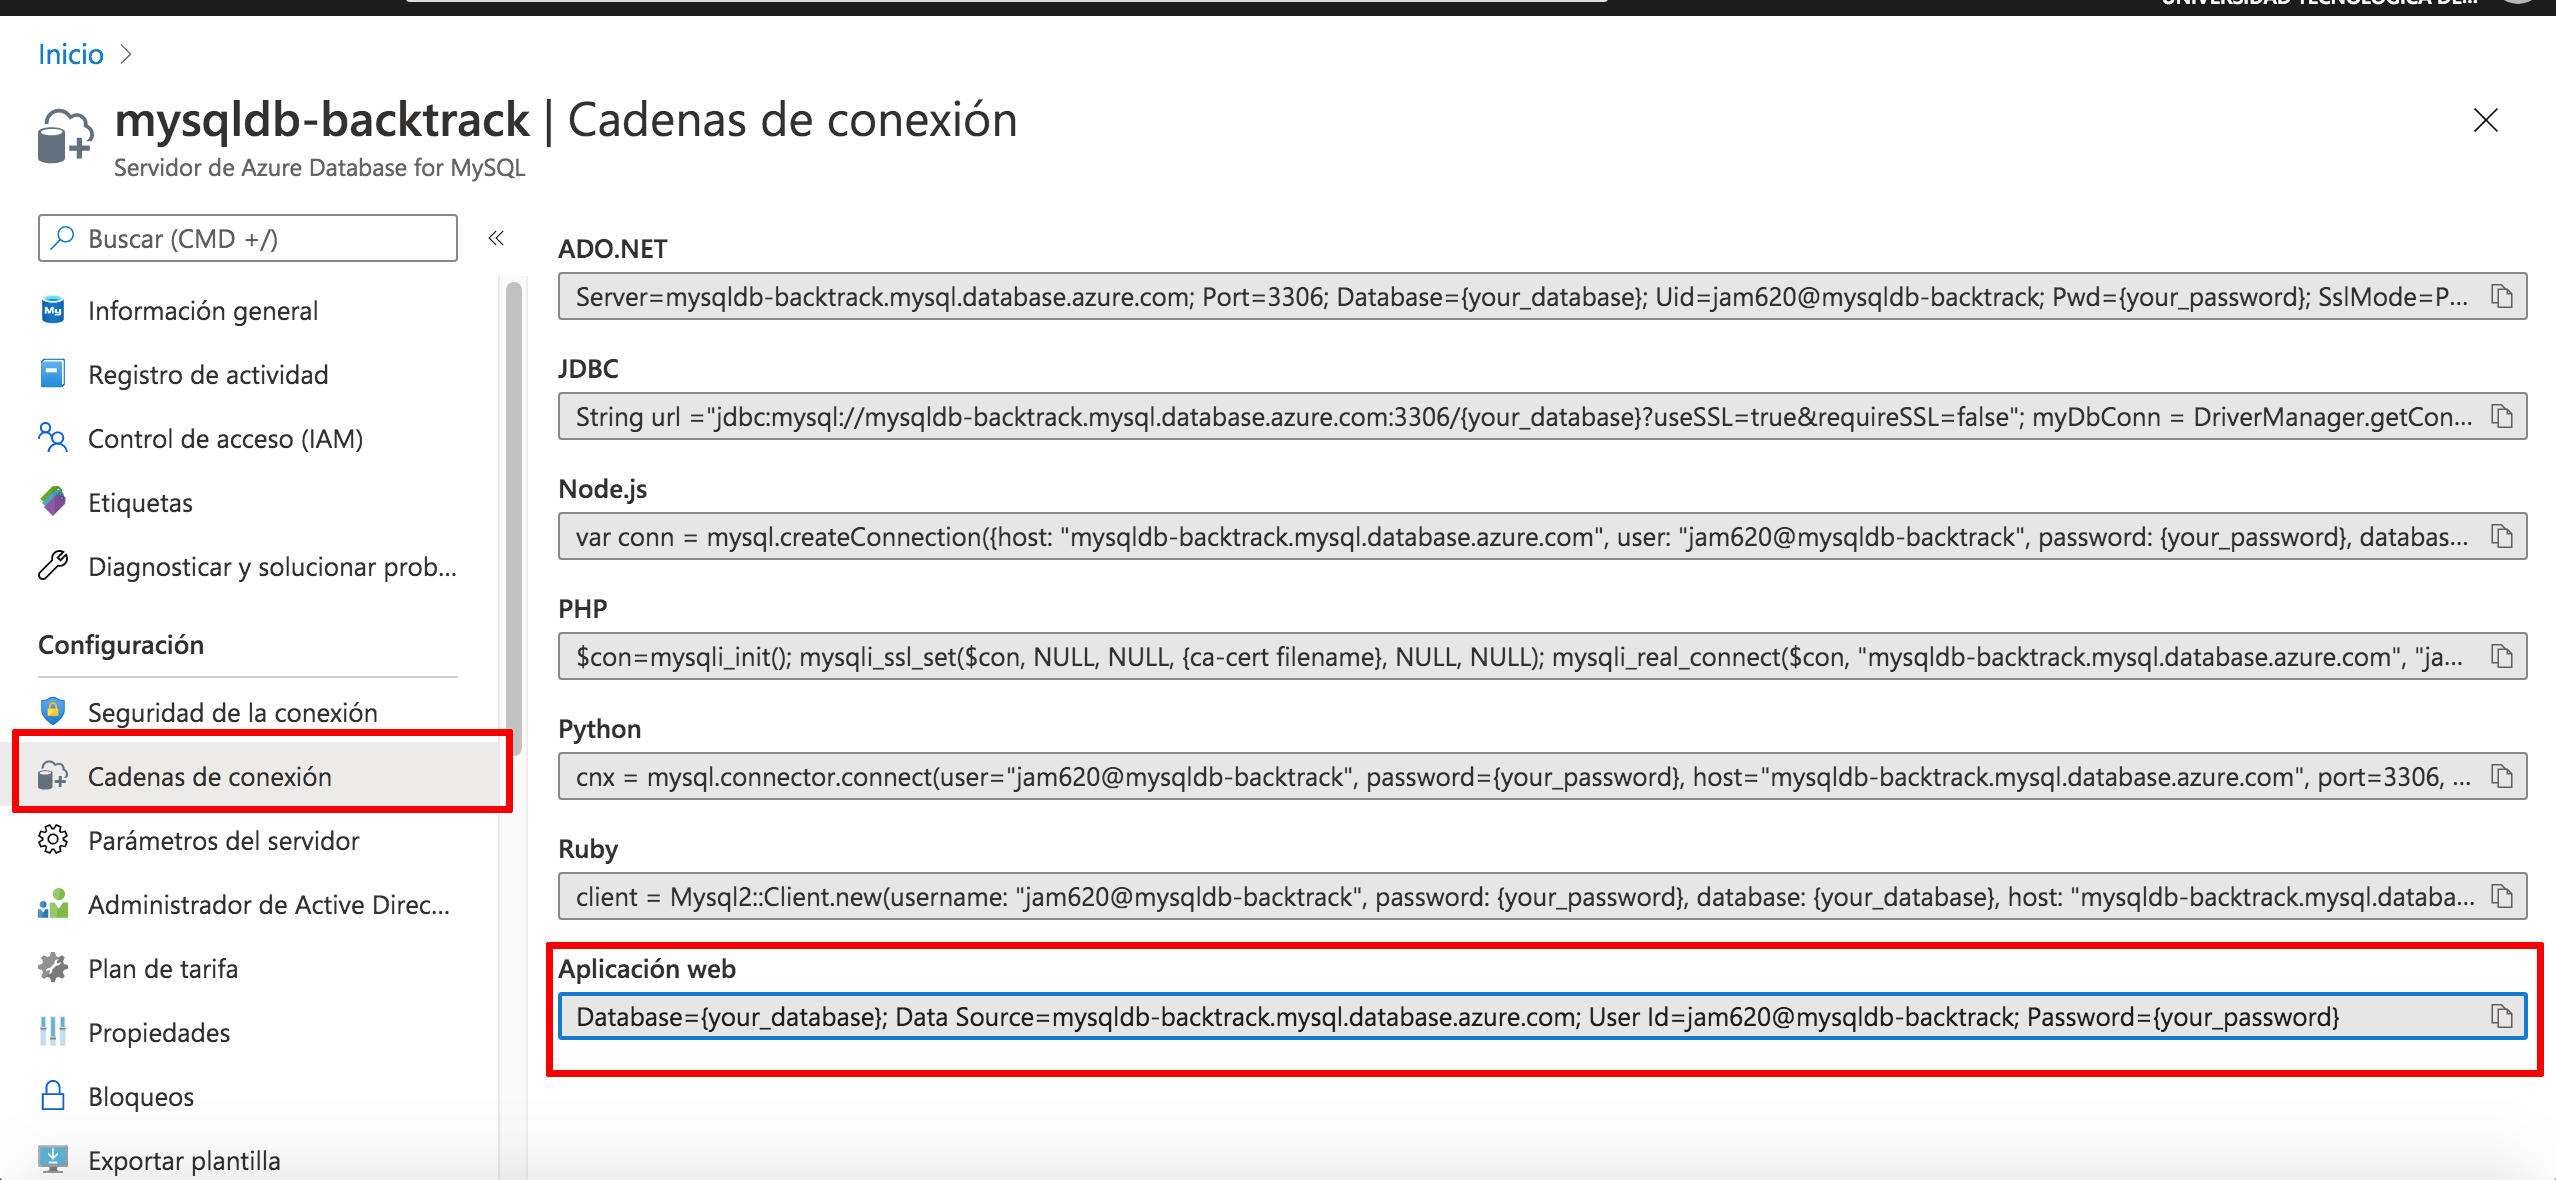 UNIVERSIDAD TECNOLÓGICA DE...
Inicio
mysqldb-backtrack | Cadenas de conexión
Servidor de Azure Database for MySQL
Buscar (CMD +/)
Información general
Registro de actividad
Control de acceso (IAM)
Etiquetas
Diagnosticar y solucionar prob...
Configuración
Seguridad de la conexión
Cadenas de conexión
Parámetros del servidor
Administrador de Active Direc...
Plan de tarifa
Propiedades
Bloqueos
Exportar plantilla
ADO.NET
Server=mysqldb-backtrack.mysql.database.azure.com; Port=3306; Database={your_database}; Uid=jam620@mysqldb-backtrack; Pwd={your_password}; SslMode=P...
JDBC
String url ="jdbc:mysql://mysqldb-backtrack.mysql.database.azure.com:3306/{your_database}?useSSL=true&requireSSL=false"; myDbConn = DriverManager.getCon...
Node.js
var conn = mysql.createConnection({host: "mysqldb-backtrack.mysql.database.azure.com", user: "jam620@mysqldb-backtrack", password: {your_password}, databas...
PHP
$con=mysqli_init(); mysqli_ssl_set($con, NULL, NULL, {ca-cert filename}, NULL, NULL); mysqli_real_connect($con, "mysqldb-backtrack.mysql.database.azure.com", "ja...
Python
cnx = mysql.connector.connect(user="jam620@mysqldb-backtrack", password={your_password}, host="mysqldb-backtrack.mysql.database.azure.com", port=3306, ...
Ruby
client = Mysql2::Client.new(username: "jam620@mysqldb-backtrack", password: {your_password}, database: {your_database}, host: "mysqldb-backtrack.mysql.databa...
Aplicación web
Database={your_database}; Data Source=mysqldb-backtrack.mysql.database.azure.com; User Id=jam620@mysqldb-backtrack; Password={your_password}